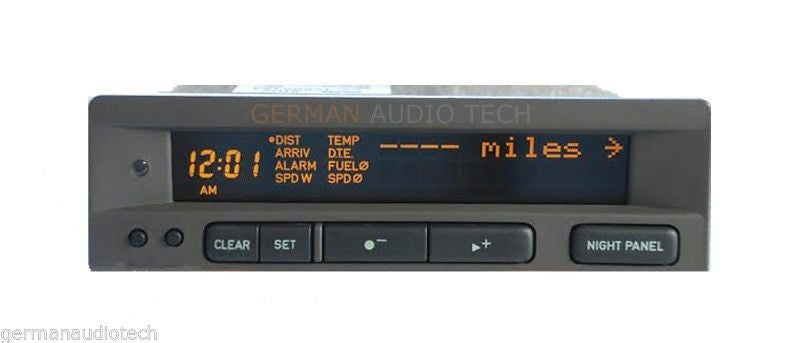 GERMAN AUDIO TECH
•DIST TEMP ---- miles →
12:01 ARRIV D.T.E.
ALARM FUELØ
AM SPD W SPDØ
CLEAR SET ●− ▶+ NIGHT PANEL
germanaudiotech germanaudiotech